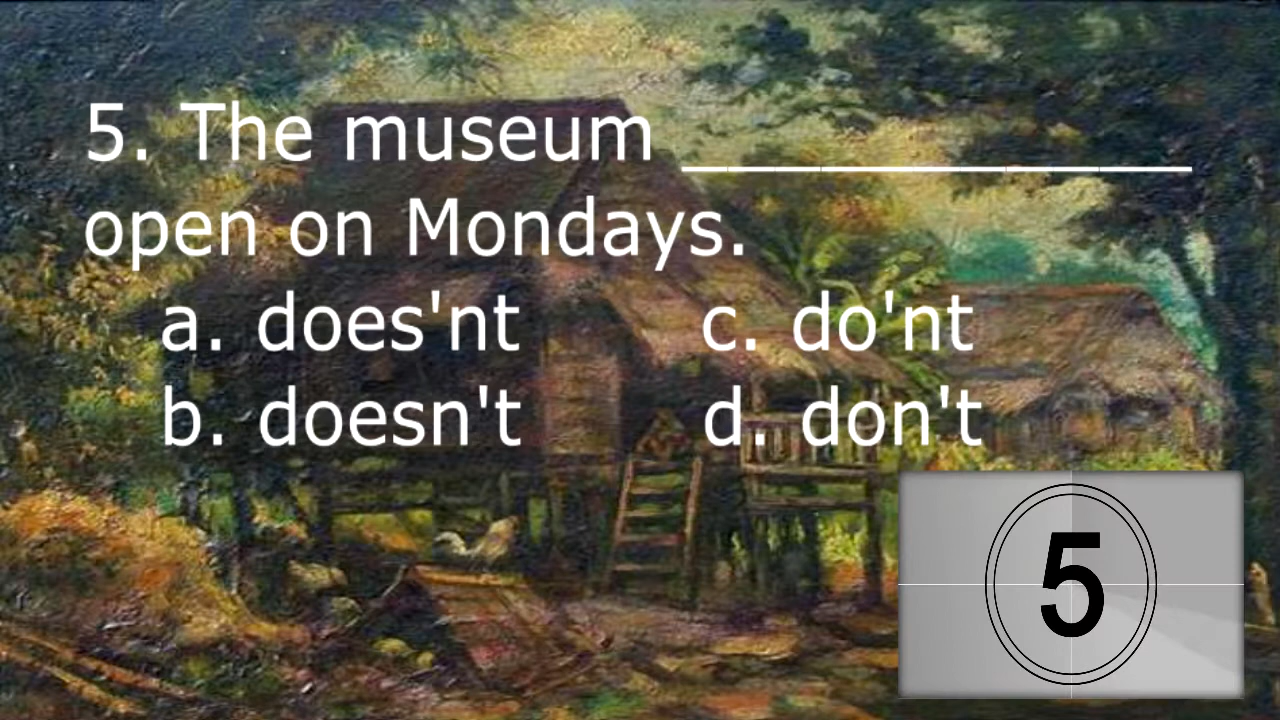 5. The museum ___________
open on Mondays.
a. does'nt c. do'nt
b. doesn't d. don't
5